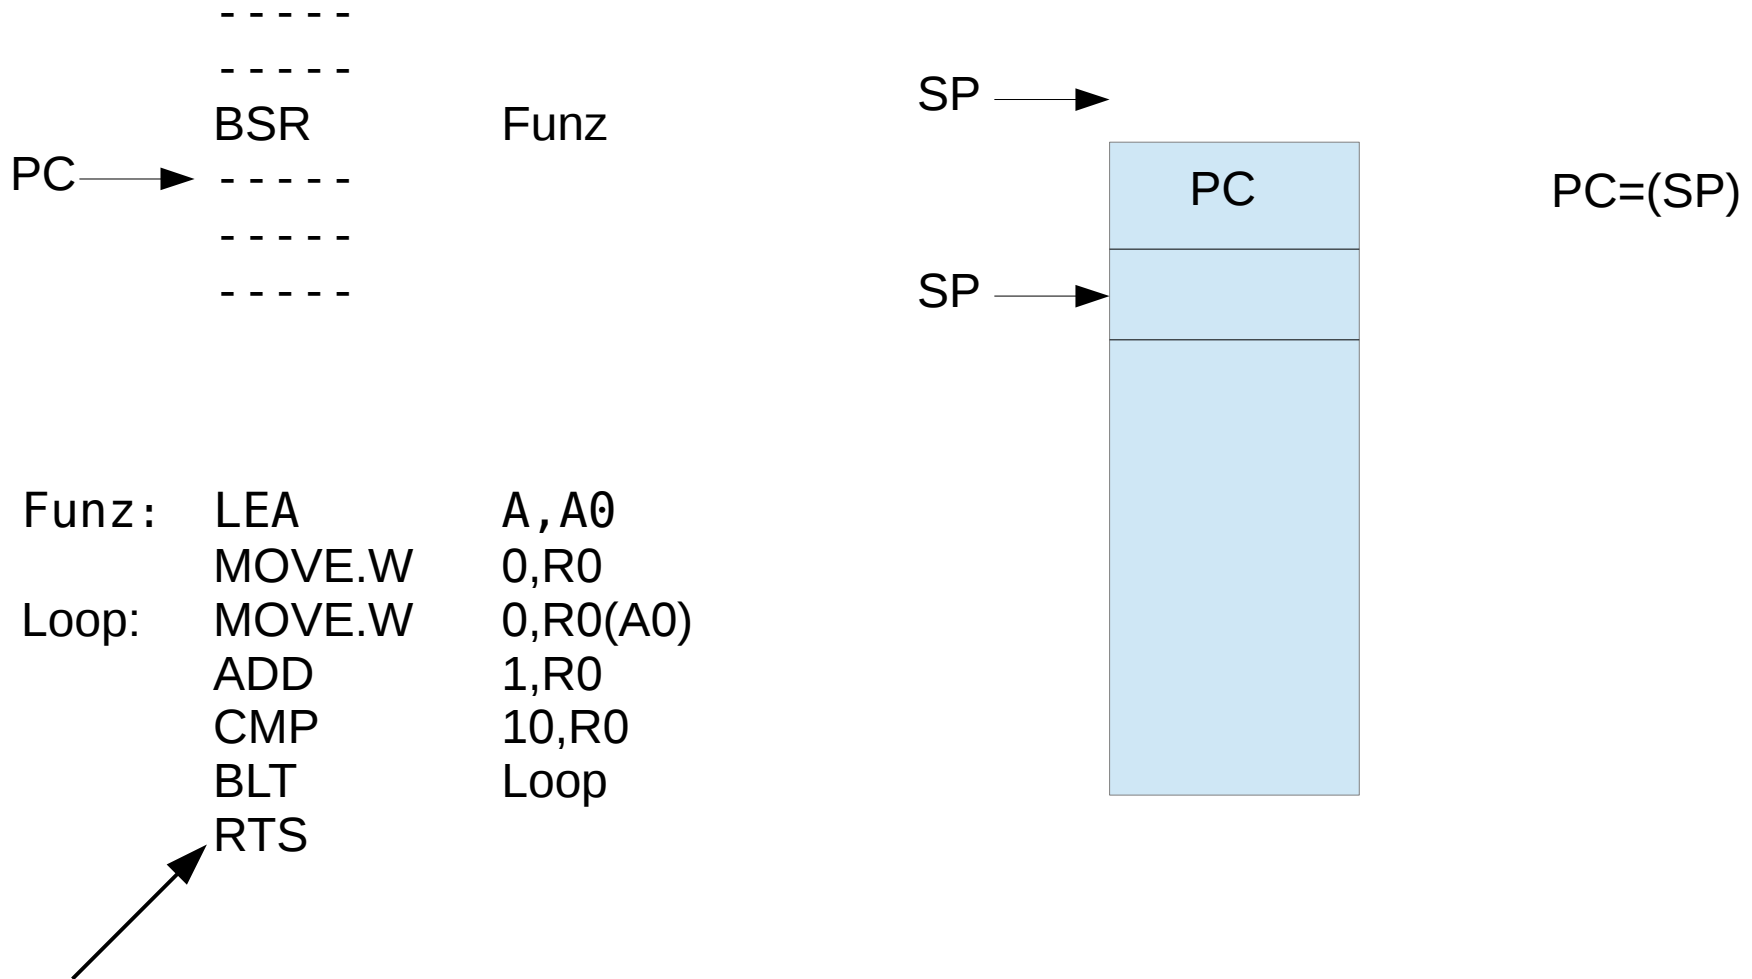 - - - - -
- - - - -
BSR Funz
- - - - -
- - - - -
- - - - -
PC
SP
SP
PC
PC=(SP)
Funz: LEA A,A0
MOVE.W 0,R0
Loop: MOVE.W 0,R0(A0)
ADD 1,R0
CMP 10,R0
BLT Loop
RTS